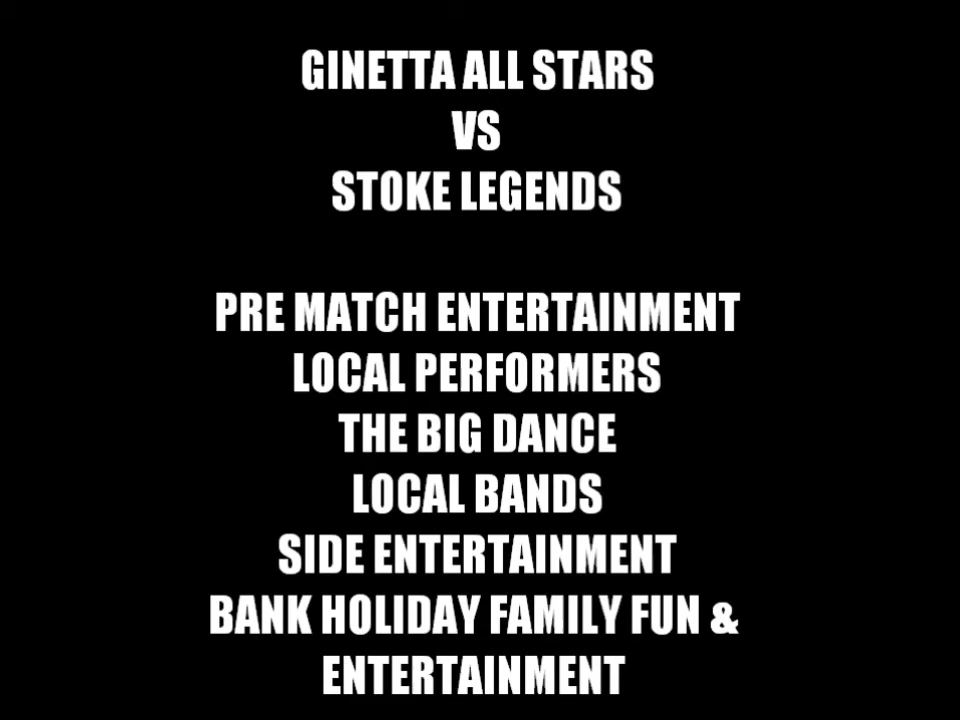 GINETTA ALL STARS
VS
STOKE LEGENDS
PRE MATCH ENTERTAINMENT
LOCAL PERFORMERS
THE BIG DANCE
LOCAL BANDS
SIDE ENTERTAINMENT
BANK HOLIDAY FAMILY FUN &
ENTERTAINMENT